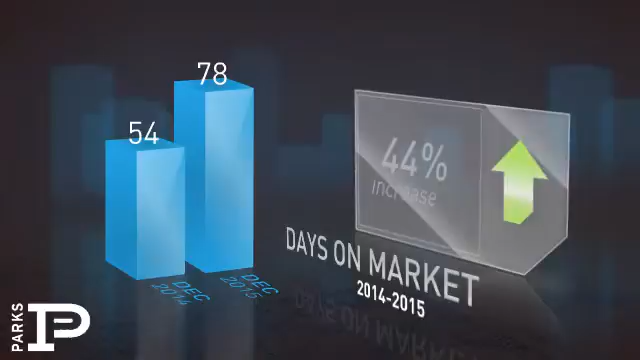 78
54
44%
increase
DAYS ON MARKET
2014-2015
DEC
2014
DEC
2015
PARKS
P